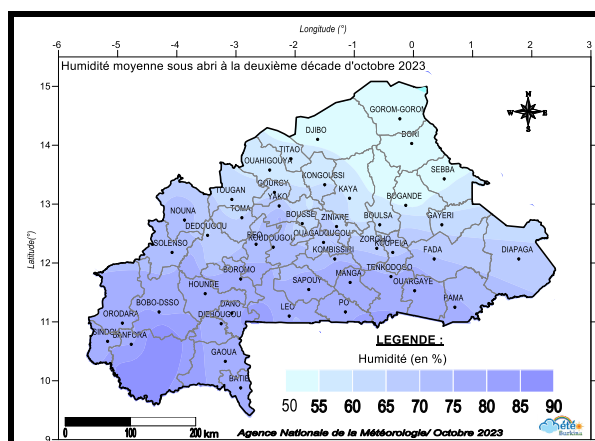 Longitude (°)
-6 -5 -4 -3 -2 -1 0 1 2 3
Humidité moyenne sous abri à la deuxième décade d'octobre 2023
15
GOROM-GOROM
N
W E
S
DJIBO
DORI
14
TITAO
OUAHIGOUYA
KONGOUSSI
SEBBA
GOURCY
TOUGAN
KAYA
YAKO
BOGANDE
13
NOUNA
TOMA
BOUSSE
ZINIARE
BOULSA
GAYERI
DEDOUGOU
REO
OUAGADOUGOU
ZORGHO
SOLENSO
KOUDOUGOU
KOMBISSIRI
KOUPELA
FADA
DIAPAGA
Latitude(°)
12
BOROMO
MANGA
TENKODOGO
HOUNDE
SAPOUY
OUARGAYE
BOBO-DSSO
DANO
LEO
PO
PAMA
ORODARA
DIEBOUGOU
11
SINDOU
BANFORA
LEGENDE :
GAOUA
Humidité (en %)
10
BATIE
50 55 60 65 70 75 80 85 90
0 100 200 km
9
Agence Nationale de la Météorologie/ Octobre 2023
météo
Burkina